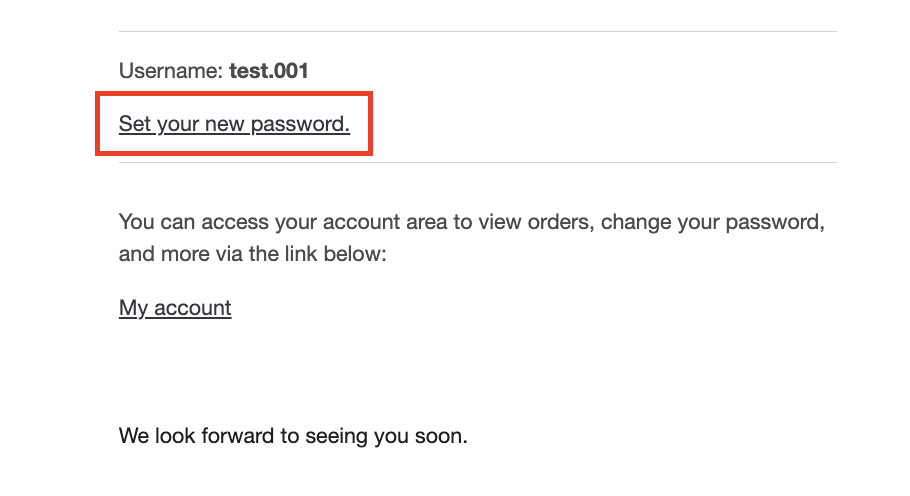 Username: test.001
Set your new password.
You can access your account area to view orders, change your password,
and more via the link below:
My account
We look forward to seeing you soon.